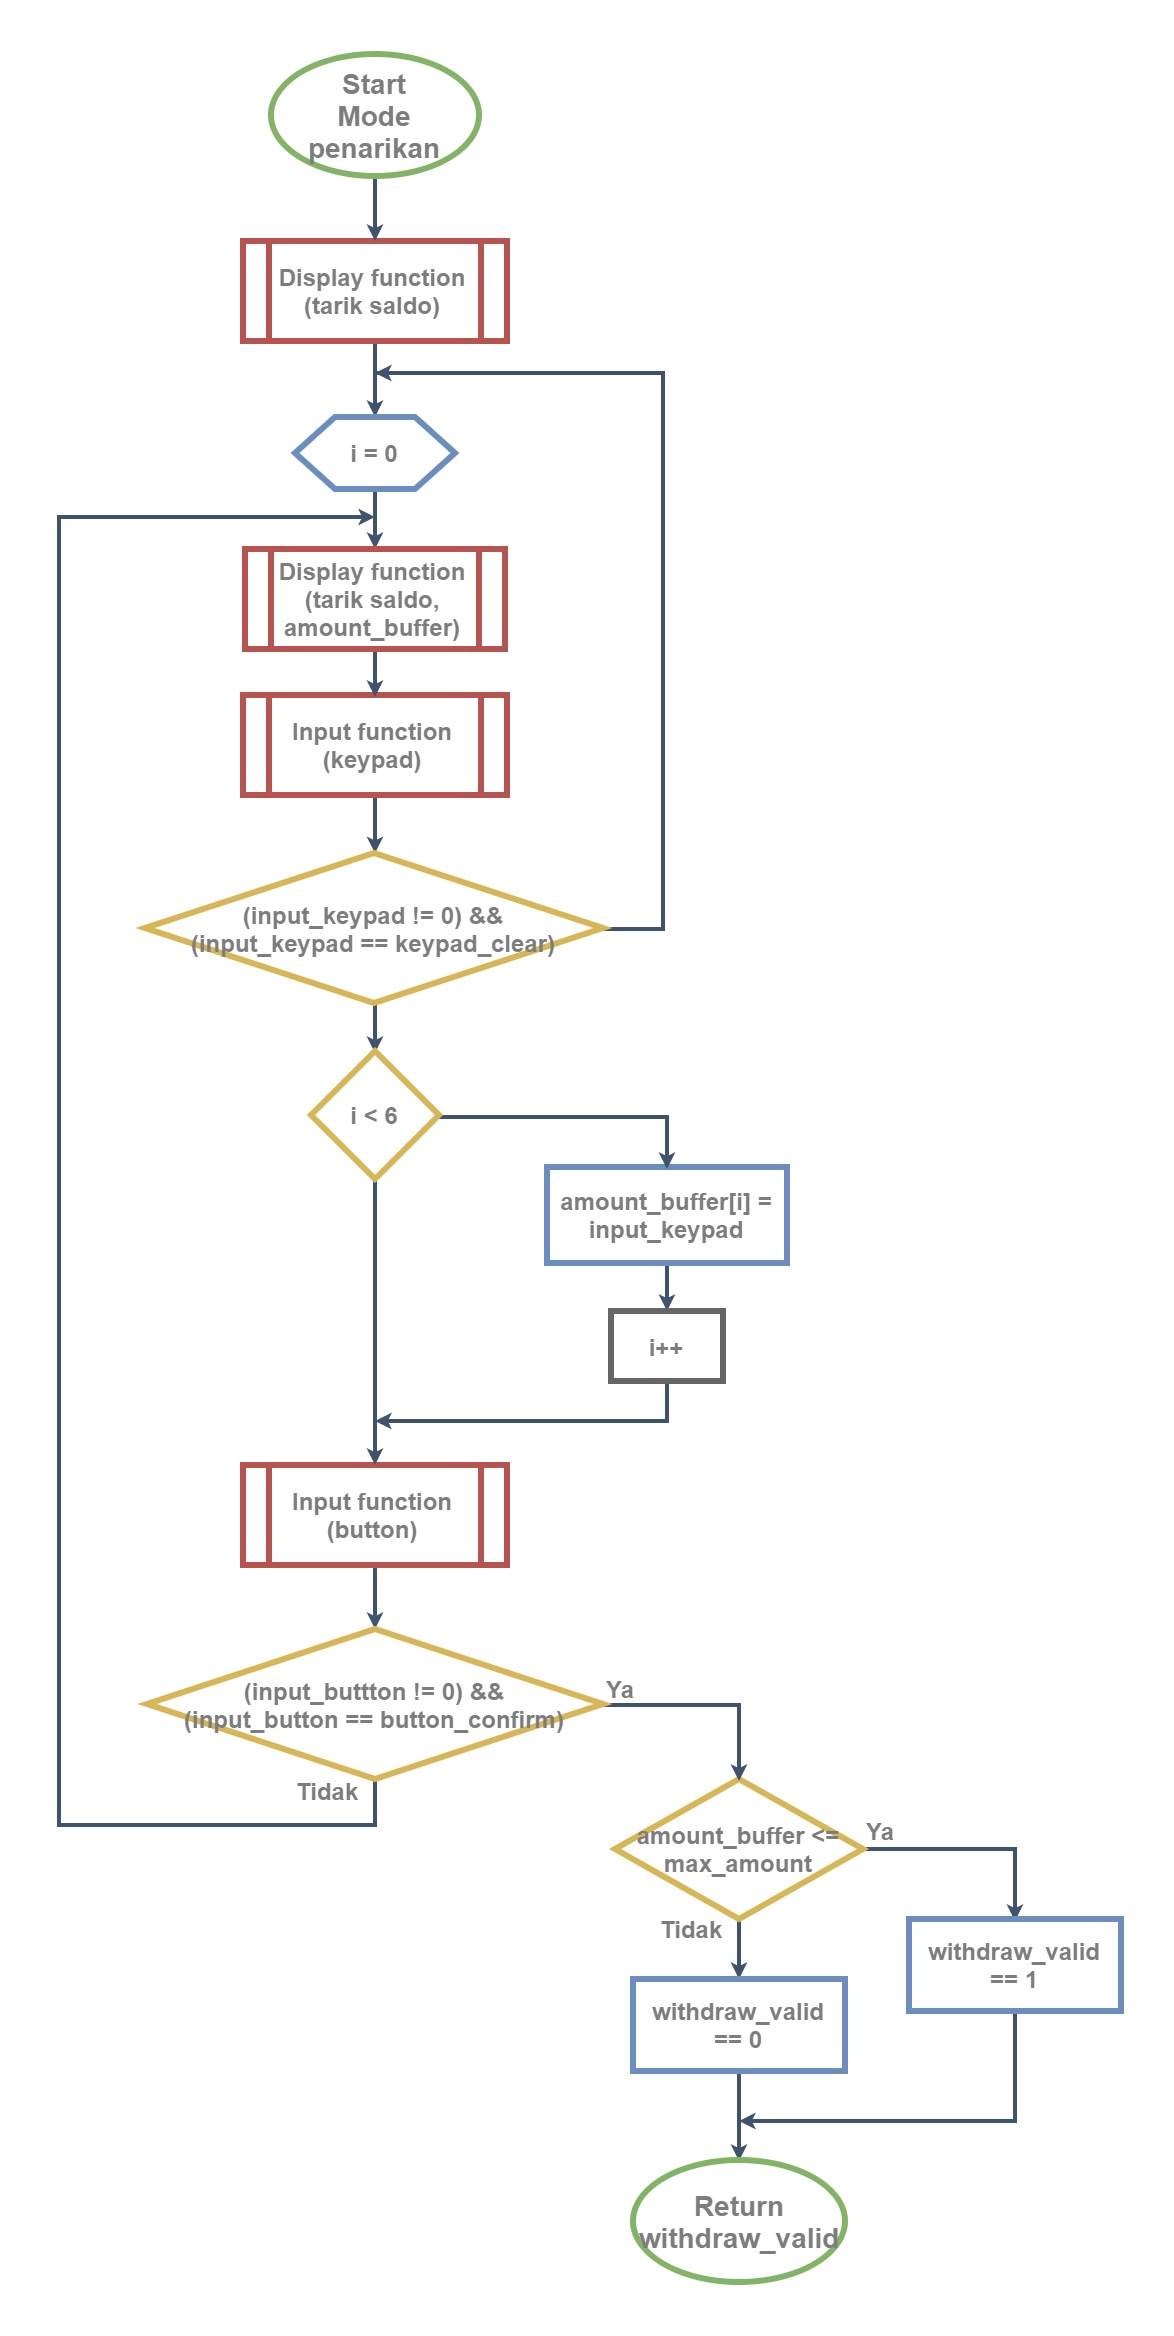 Start
Mode
penarikan
Display function
(tarik saldo)
i = 0
Display function
(tarik saldo,
amount_buffer)
Input function
(keypad)
(input_keypad != 0) &&
(input_keypad == keypad_clear)
i < 6
amount_buffer[i] =
input_keypad
i++
Input function
(button)
(input_buttton != 0) &&
(input_button == button_confirm)
Ya
Tidak
amount_buffer <=
max_amount
Ya
Tidak
withdraw_valid
== 1
withdraw_valid
== 0
Return
withdraw_valid